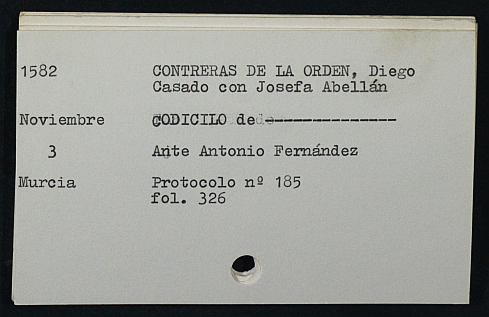 1582 CONTRERAS DE LA ORDEN, Diego
Casado con Josefa Abellán
Noviembre CODICILO de --------------
3 Ante Antonio Fernández
Murcia Protocolo nº 185
fol. 326